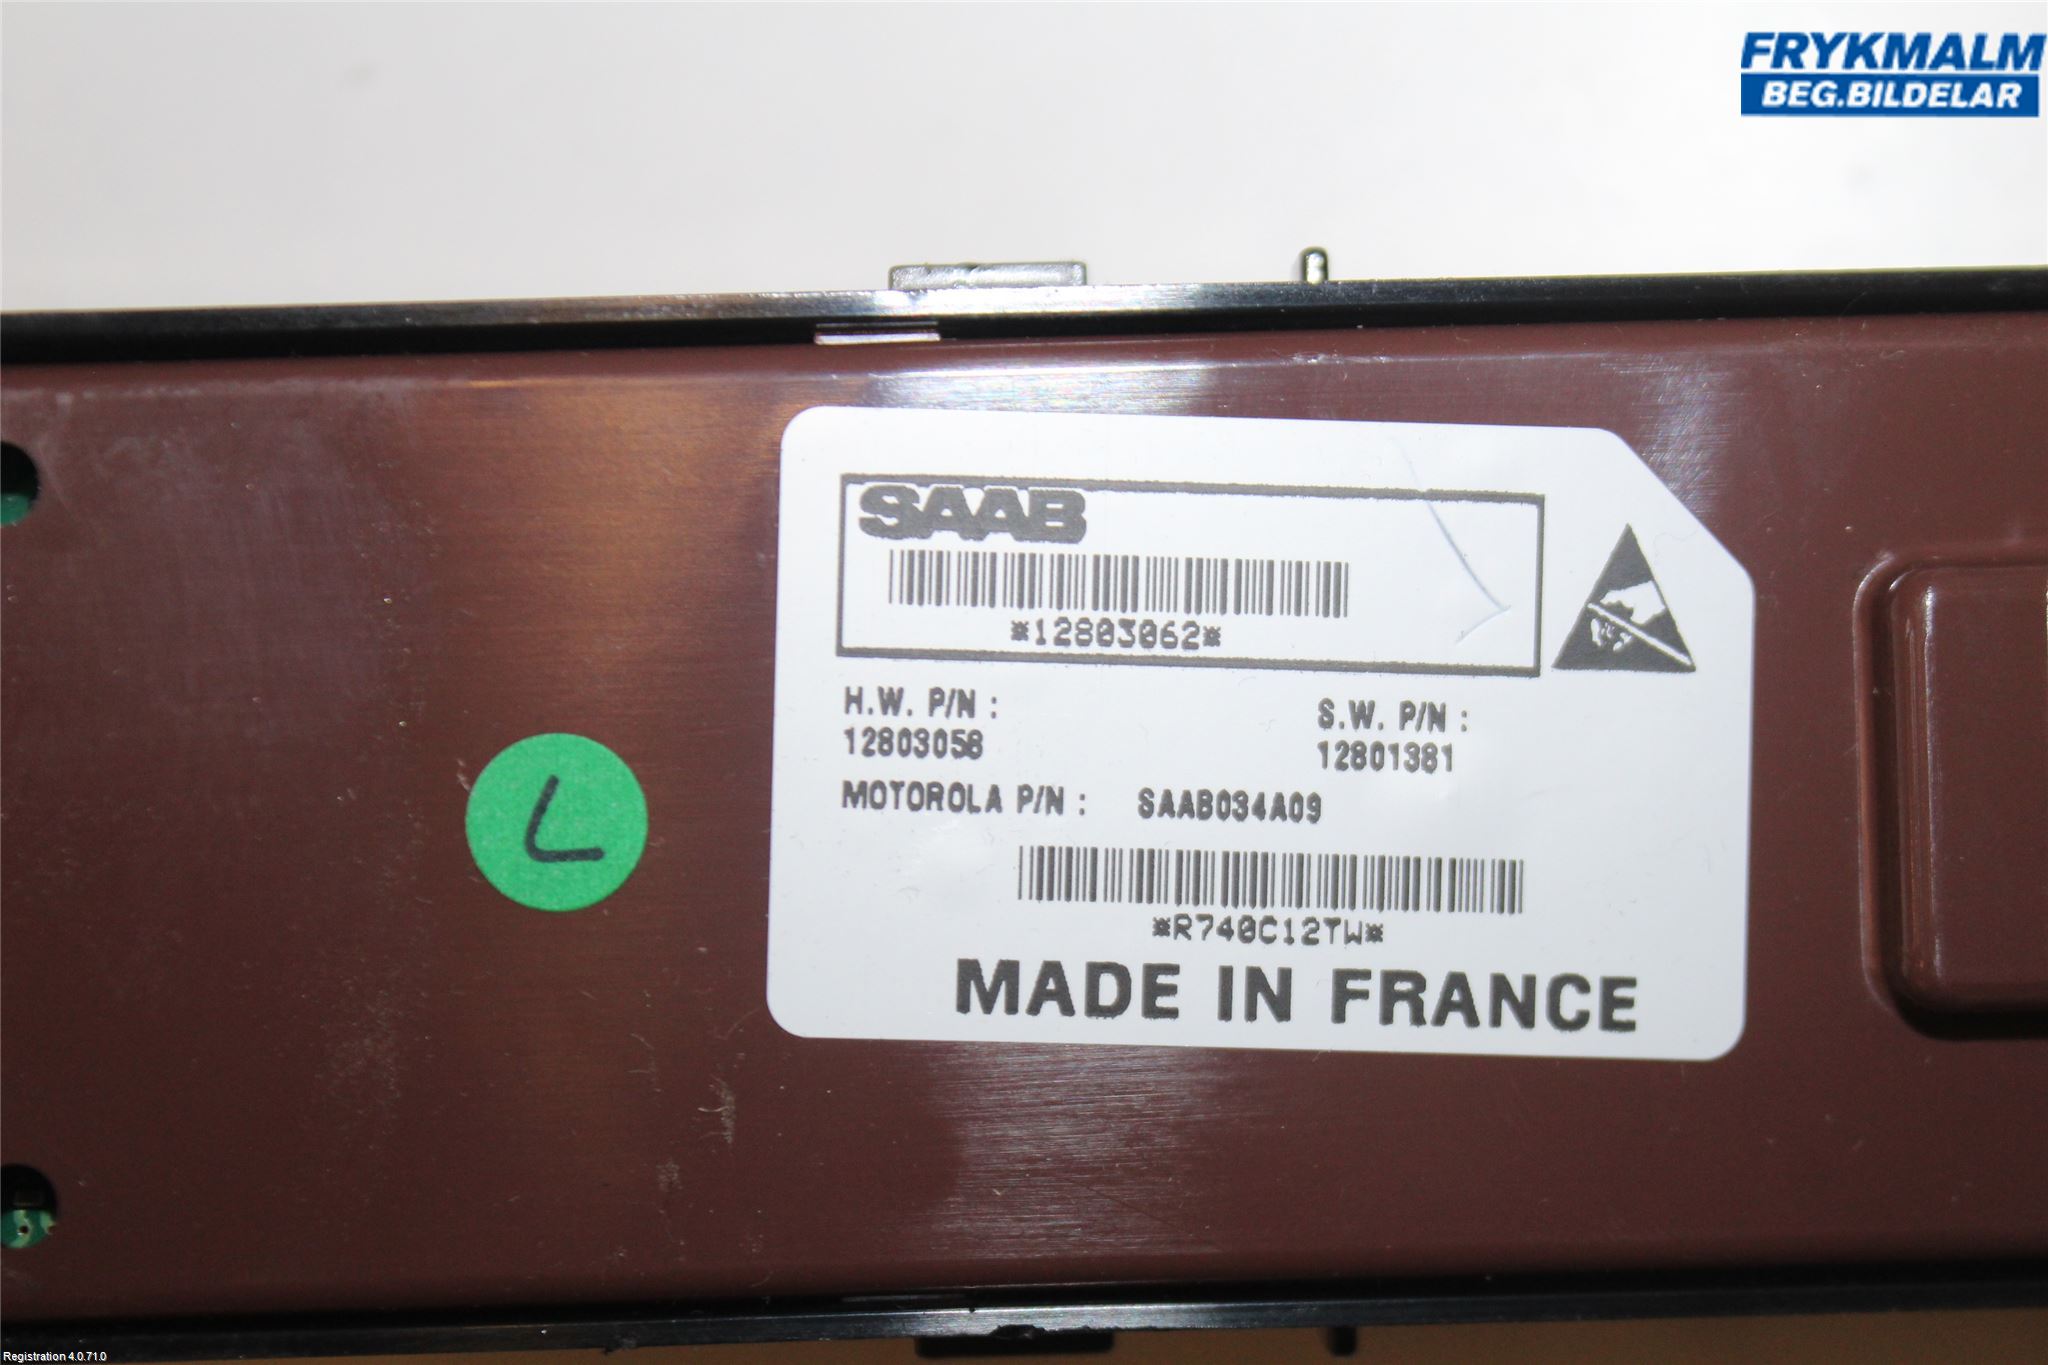 FRYKMALM
BEG.BILDELAR
SAAB
*12803062*
H.W. P/N :
12803058
S.W. P/N :
12801381
MOTOROLA P/N : SAAB034A09
*R740C12TW*
MADE IN FRANCE
L
Registration 4.0.71.0